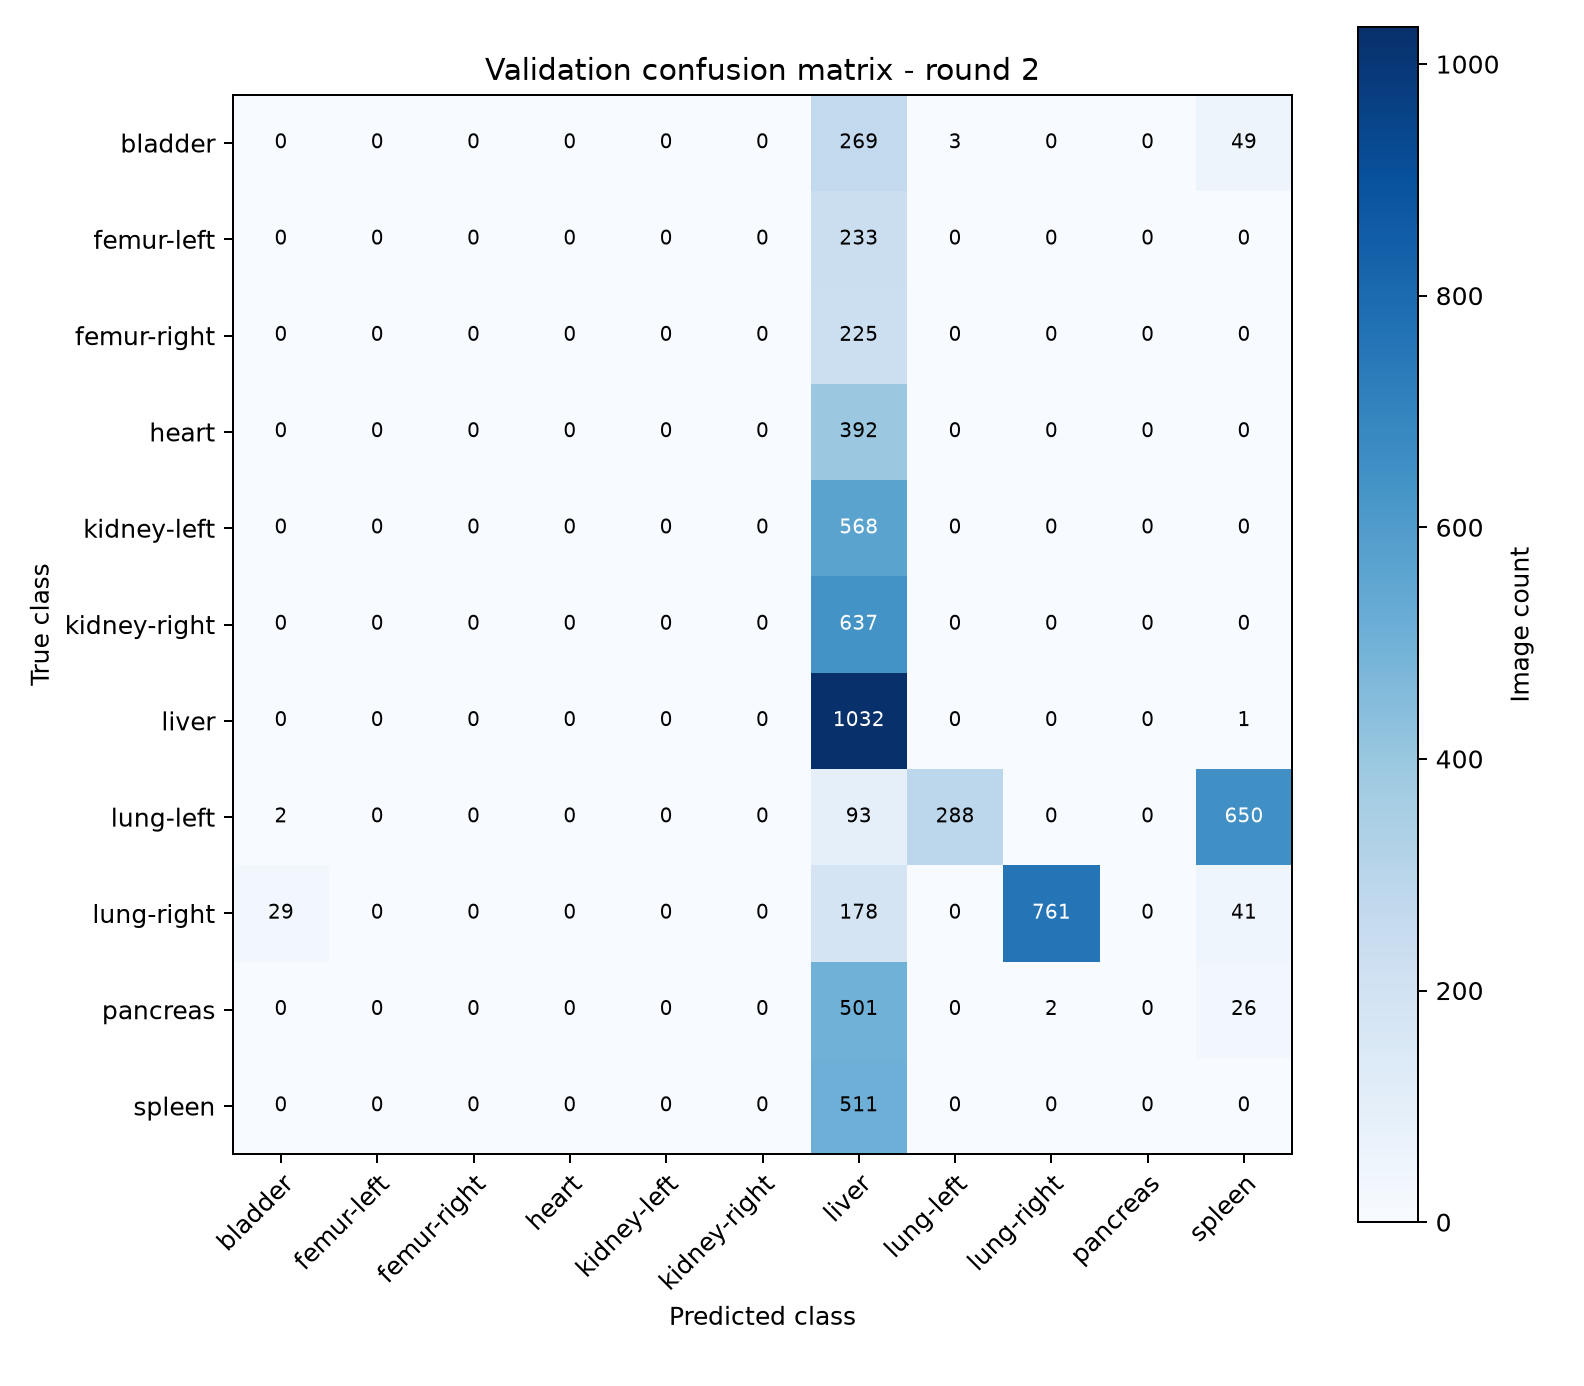 Validation confusion matrix - round 2
True class
bladder 0 0 0 0 0 0 269 3 0 0 49
femur-left 0 0 0 0 0 0 233 0 0 0 0
femur-right 0 0 0 0 0 0 225 0 0 0 0
heart 0 0 0 0 0 0 392 0 0 0 0
kidney-left 0 0 0 0 0 0 568 0 0 0 0
kidney-right 0 0 0 0 0 0 637 0 0 0 0
liver 0 0 0 0 0 0 1032 0 0 0 1
lung-left 2 0 0 0 0 0 93 288 0 0 650
lung-right 29 0 0 0 0 0 178 0 761 0 41
pancreas 0 0 0 0 0 0 501 0 2 0 26
spleen 0 0 0 0 0 0 511 0 0 0 0
bladder femur-left femur-right heart kidney-left kidney-right liver lung-left lung-right pancreas spleen
Predicted class
1000
800
600
400
200
0
Image count